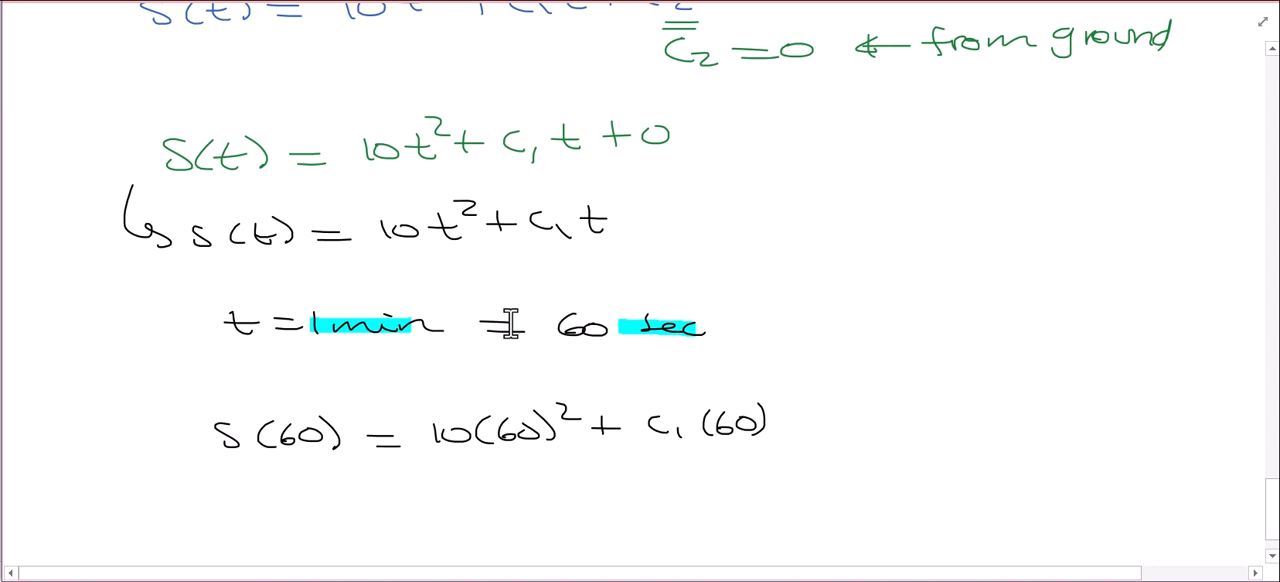 S(t) = 10t
C₂ = 0 ← from ground
S(t) = 10t² + C₁t + 0
↳ S(t) = 10t² + C₁t
t = 1 min = 60 sec
S(60) = 10(60)² + C₁(60)